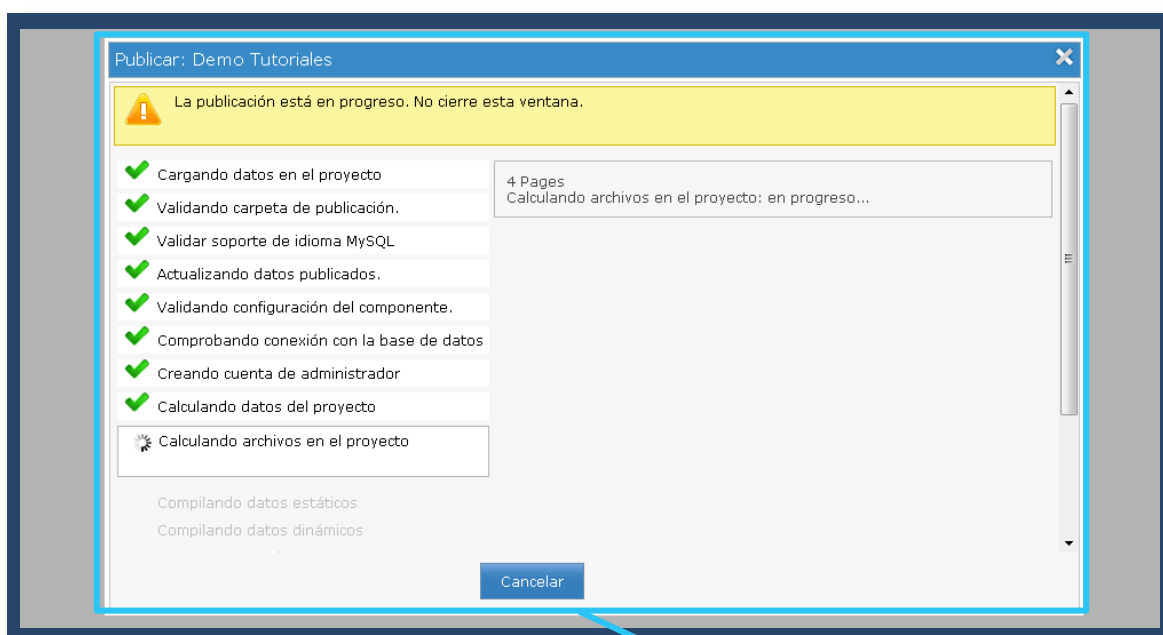 Publicar: Demo Tutoriales
La publicación está en progreso. No cierre esta ventana.
Cargando datos en el proyecto
Validando carpeta de publicación.
Validar soporte de idioma MySQL
Actualizando datos publicados.
Validando configuración del componente.
Comprobando conexión con la base de datos
Creando cuenta de administrador
Calculando datos del proyecto
Calculando archivos en el proyecto
Compilando datos estáticos
Compilando datos dinámicos
4 Pages
Calculando archivos en el proyecto: en progreso...
Cancelar